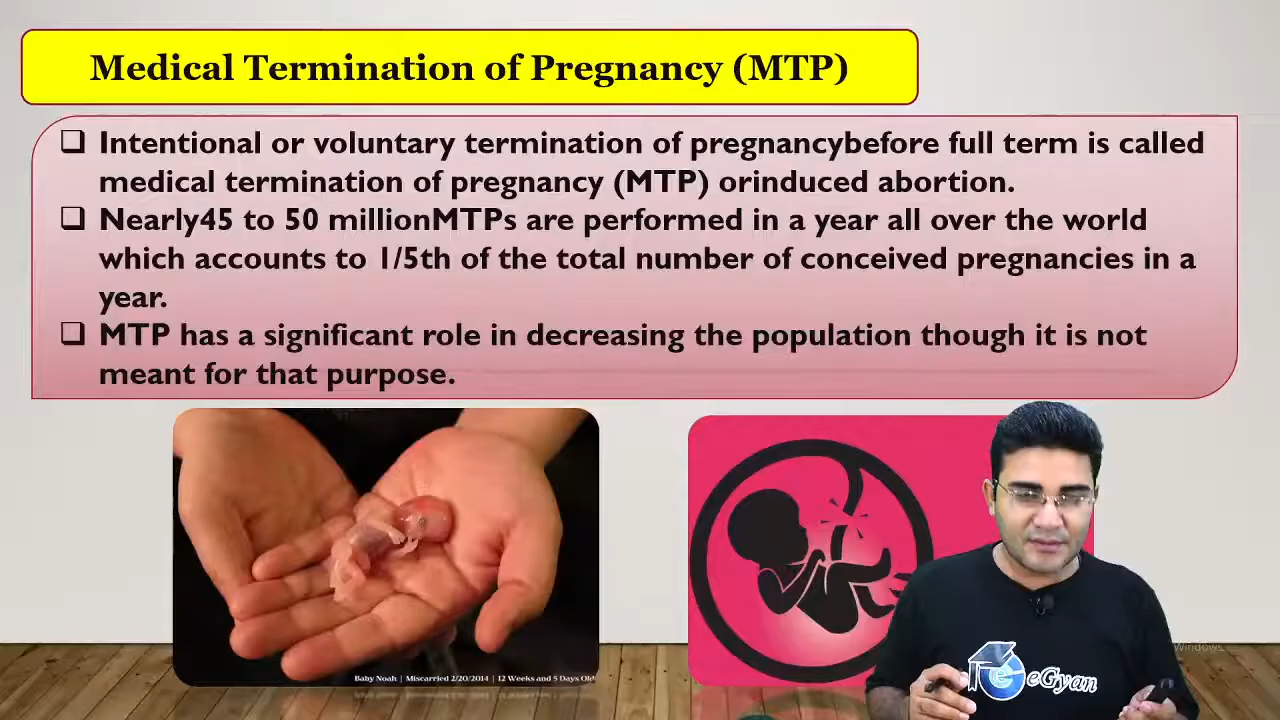 Medical Termination of Pregnancy (MTP)
❑ Intentional or voluntary termination of pregnancybefore full term is called
medical termination of pregnancy (MTP) orinduced abortion.
❑ Nearly45 to 50 millionMTPs are performed in a year all over the world
which accounts to 1/5th of the total number of conceived pregnancies in a
year.
❑ MTP has a significant role in decreasing the population though it is not
meant for that purpose.
Baby Noah | Miscarried 2/20/2014 | 12 Weeks and 5 Days Old
Windows
eGyan